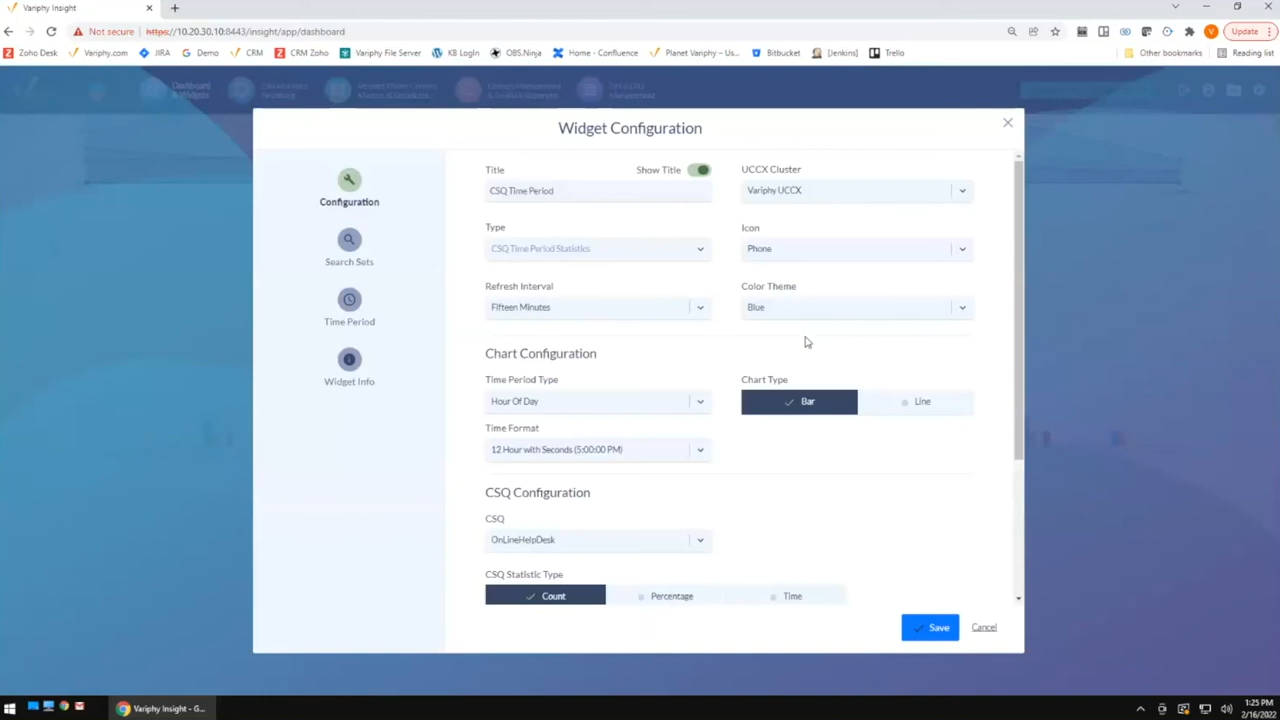 Variphy Insight
Not secure
https://10.20.30.10:8443/insight/app/dashboard
Update
Zoho Desk
Variphy.com
JIRA
Demo
CRM
CRM Zoho
Variphy File Server
KB Login
OBS.Ninja
Home - Confluence
Planet Variphy – Us...
Bitbucket
[Jenkins]
Trello
Other bookmarks
Reading list
Dashboard
& Widgets
Widget Configuration
Configuration
Search Sets
Time Period
Widget Info
Title
Show Title
UCCX Cluster
CSQ Time Period
Variphy UCCX
Type
Icon
CSQ Time Period Statistics
Phone
Refresh Interval
Color Theme
Fifteen Minutes
Blue
Chart Configuration
Time Period Type
Chart Type
Hour Of Day
Bar
Line
Time Format
12 Hour with Seconds (5:00:00 PM)
CSQ Configuration
CSQ
OnLineHelpDesk
CSQ Statistic Type
Count
Percentage
Time
Save
Cancel
Variphy Insight - G...
1:25 PM
2/16/2022